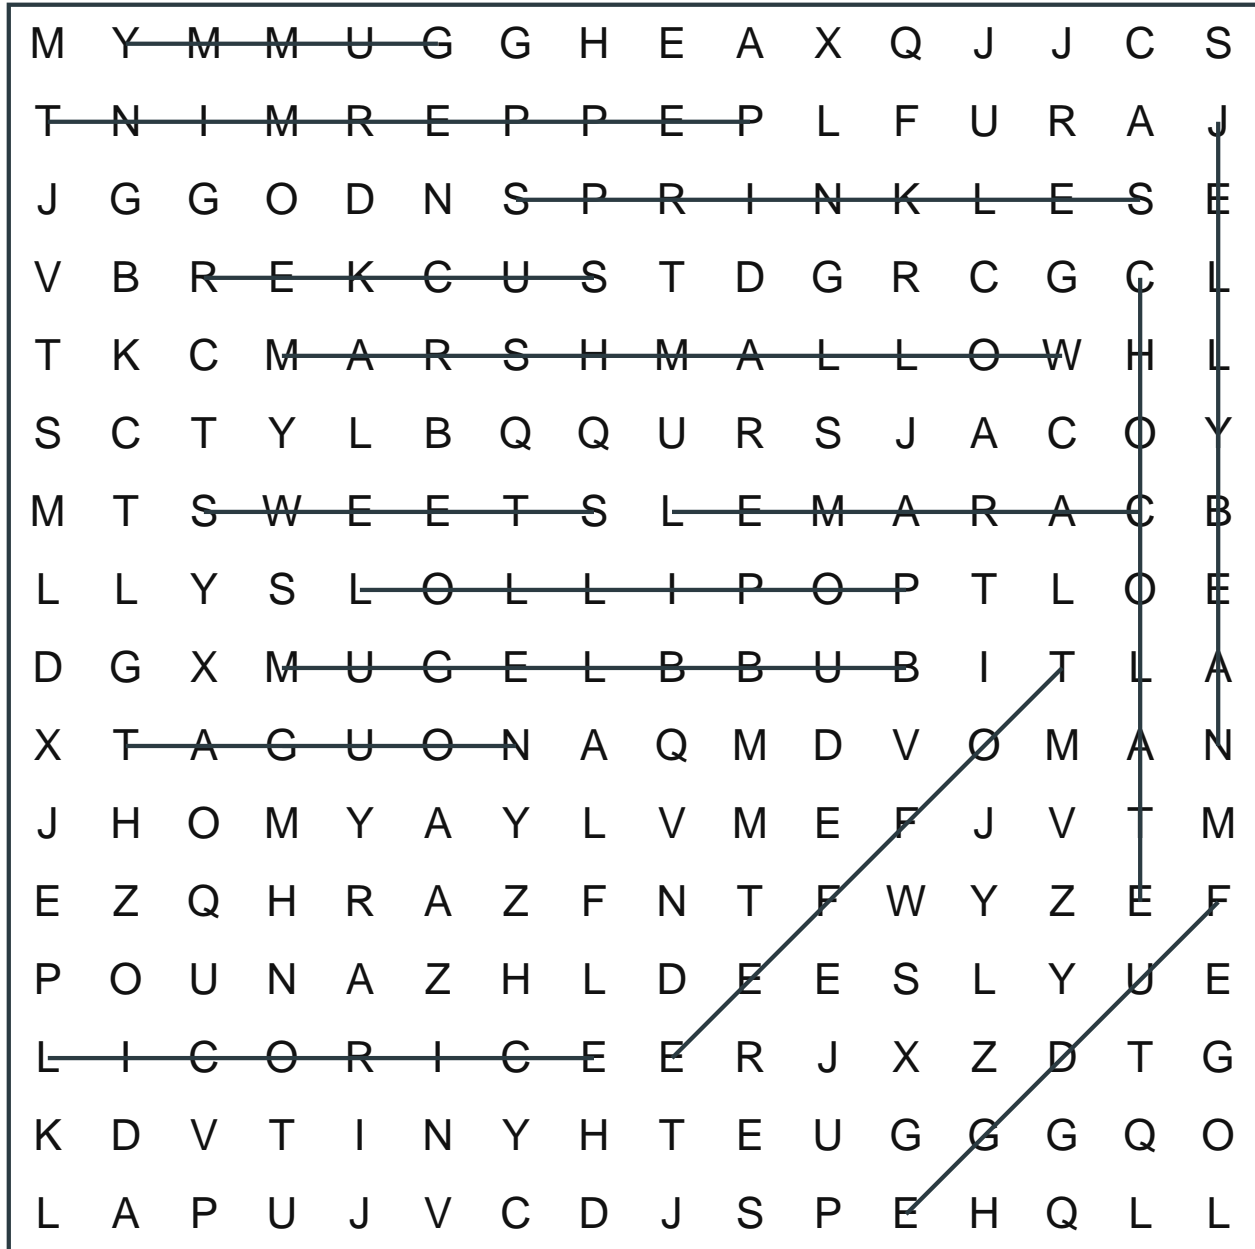 M Y M M U G G H E A X Q J J C S
T N I M R E P P E P L F U R A J
J G G O D N S P R I N K L E S E
V B R E K C U S T D G R C G C L
T K C M A R S H M A L L O W H L
S C T Y L B Q Q U R S J A C O Y
M T S W E E T S L E M A R A C B
L L Y S L O L L I P O P T L O E
D G X M U G E L B B U B I T L A
X T A G U O N A Q M D V O M A N
J H O M Y A Y L V M E F J V T M
E Z Q H R A Z F N T F W Y Z E F
P O U N A Z H L D E E S L Y U E
L I C O R I C E E R J X Z D T G
K D V T I N Y H T E U G G G Q O
L A P U J V C D J S P E H Q L L